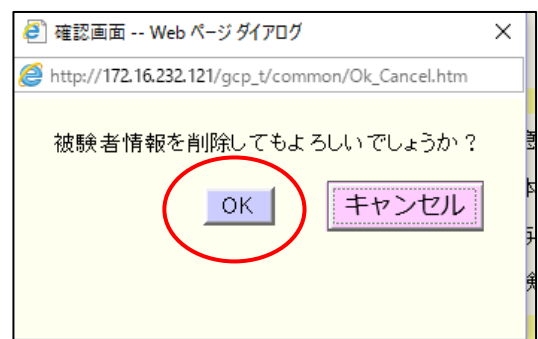 確認画面 -- Web ページ ダイアログ
http://172.16.232.121/gcp_t/common/Ok_Cancel.htm
被験者情報を削除してもよろしいでしょうか？
OK キャンセル